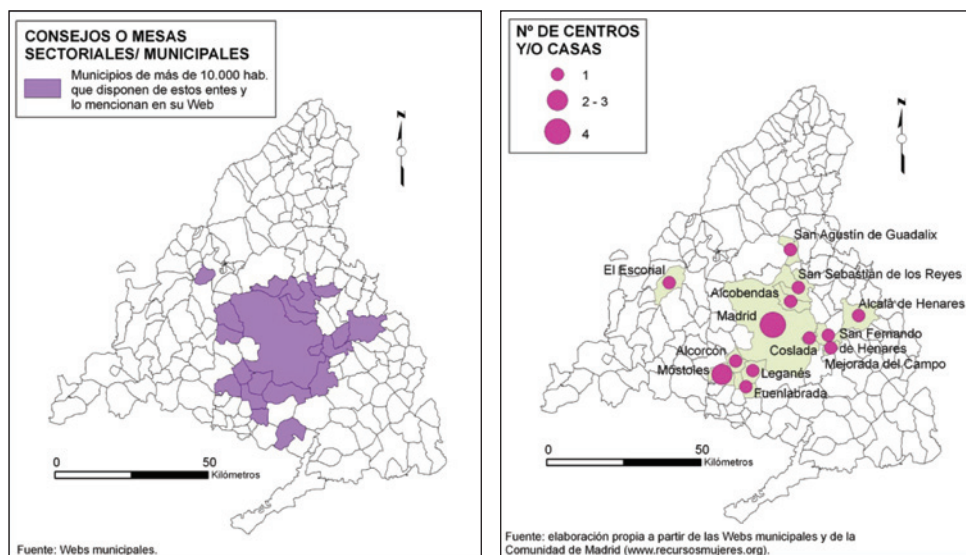 CONSEJOS O MESAS
SECTORIALES/ MUNICIPALES
Municipios de más de 10.000 hab.
que disponen de estos entes y
lo mencionan en su Web
N
0
50
Kilómetros
Fuente: Webs municipales.
Nº DE CENTROS
Y/O CASAS
1
2 - 3
4
N
San Agustín de Guadalix
El Escorial
San Sebastián de los Reyes
Alcobendas
Alcalá de Henares
Madrid
San Fernando
de Henares
Coslada
Mejorada del Campo
Alcorcón
Móstoles
Leganés
Fuenlabrada
0
50
Kilómetros
Fuente: elaboración propia a partir de las Webs municipales y de la
Comunidad de Madrid (www.recursosmujeres.org).